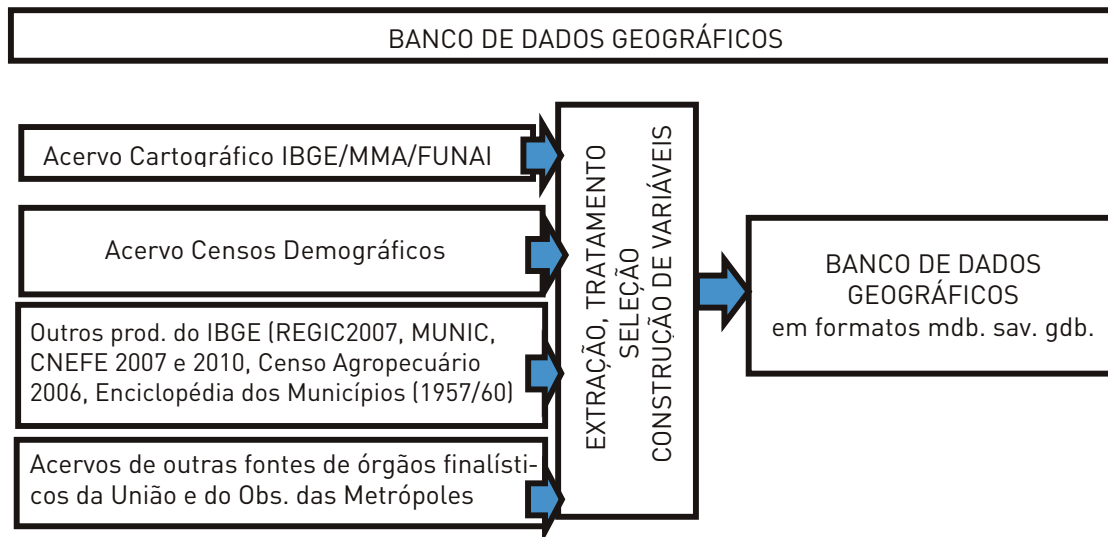 BANCO DE DADOS GEOGRÁFICOS
Acervo Cartográfico IBGE/MMA/FUNAI
Acervo Censos Demográficos
Outros prod. do IBGE (REGIC2007, MUNIC,
CNEFE 2007 e 2010, Censo Agropecuário
2006, Enciclopédia dos Municípios (1957/60)
Acervos de outras fontes de órgãos finalísti-
cos da União e do Obs. das Metrópoles
EXTRAÇÃO, TRATAMENTO
SELEÇÃO
CONSTRUÇÃO DE VARIÁVEIS
BANCO DE DADOS
GEOGRÁFICOS
em formatos mdb. sav. gdb.